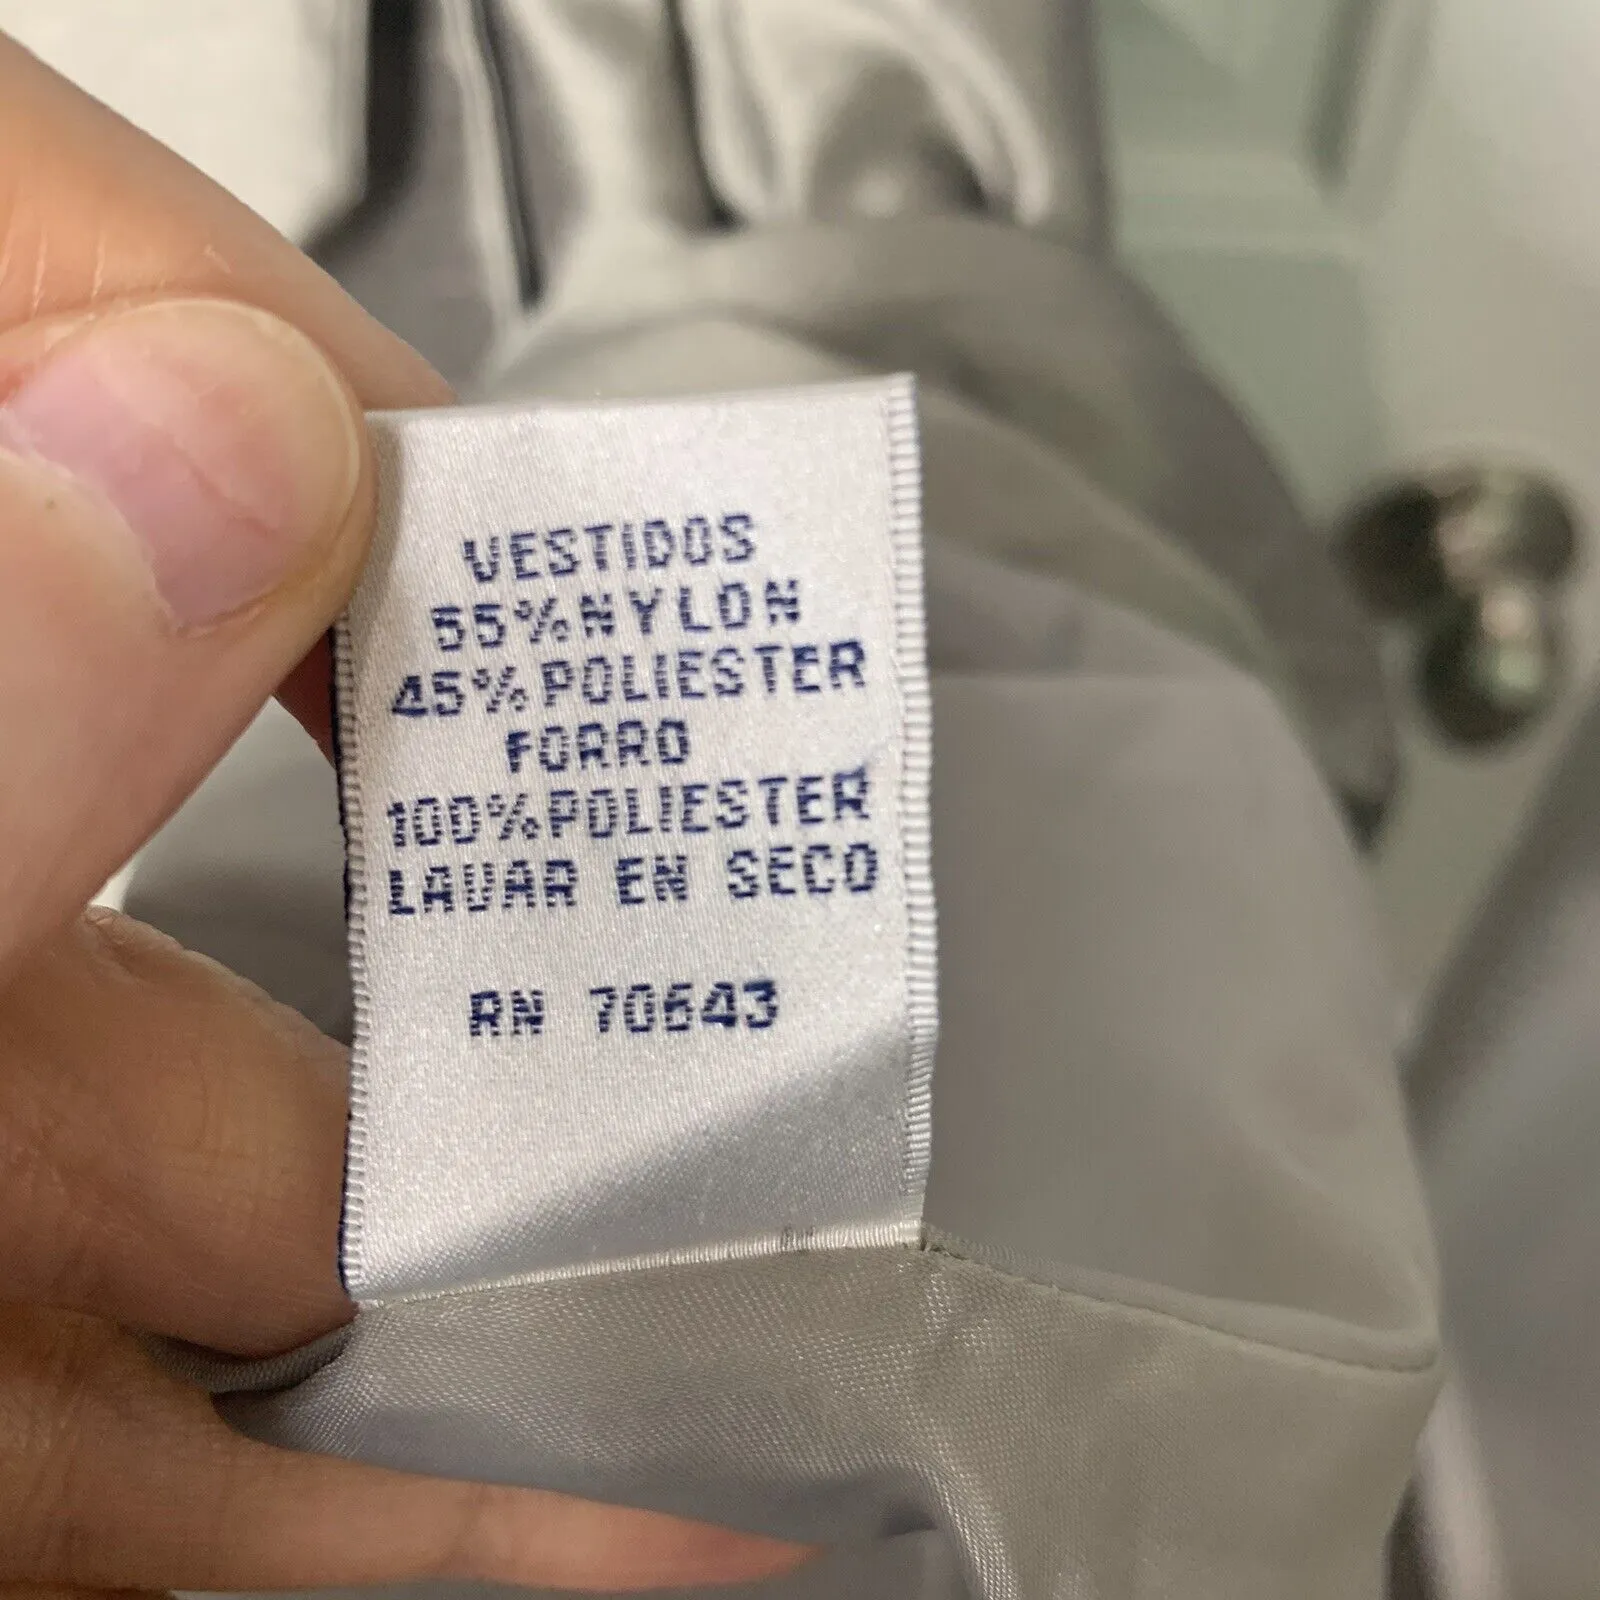 VESTIDOS
55%NYLON
45%POLIESTER
FORRO
100%POLIESTER
LAVAR EN SECO
RN 70643